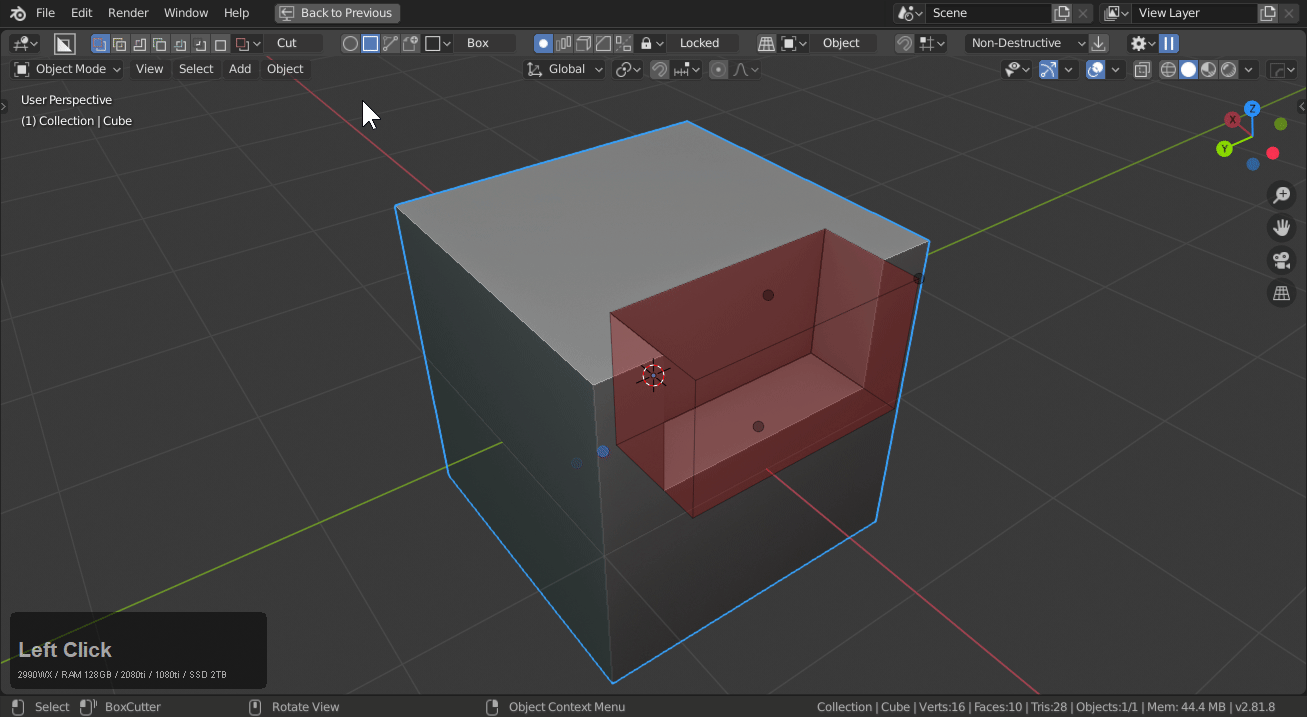 File Edit Render Window Help Back to Previous Scene View Layer
Cut Box Locked Object Non-Destructive
Object Mode View Select Add Object Global
User Perspective
(1) Collection | Cube
Z
X
Y
Left Click
2990WX / RAM 128GB / 2080ti / 1080ti / SSD 2TB
Select BoxCutter Rotate View Object Context Menu Collection | Cube | Verts:16 | Faces:10 | Tris:28 | Objects:1/1 | Mem: 44.4 MB | v2.81.8